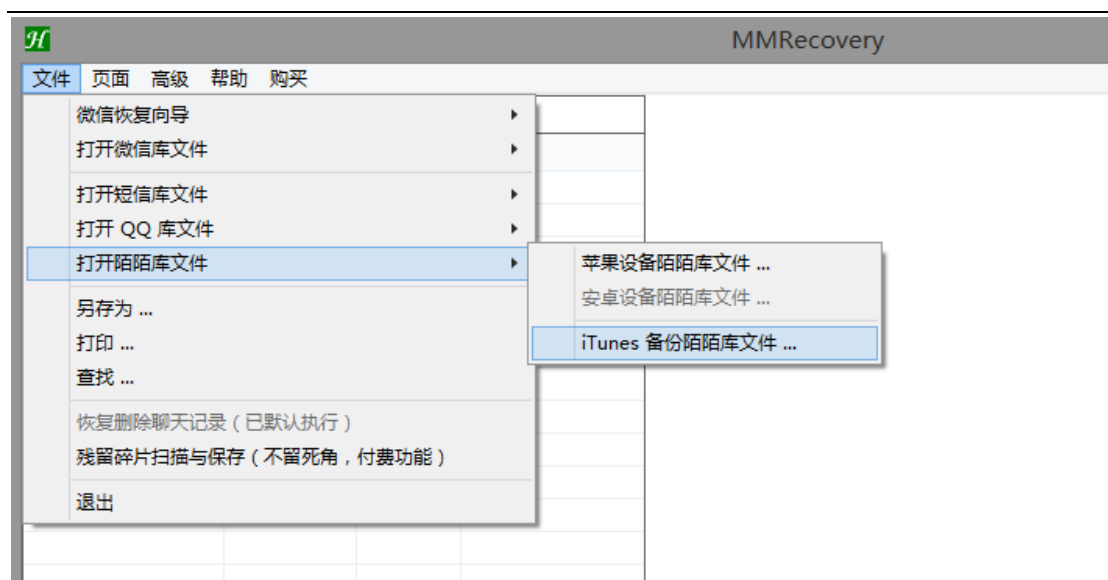 H
MMRecovery
文件 页面 高级 帮助 购买
微信恢复向导
打开微信库文件
打开短信库文件
打开 QQ 库文件
打开陌陌库文件
苹果设备陌陌库文件 ...
安卓设备陌陌库文件 ...
iTunes 备份陌陌库文件 ...
另存为 ...
打印 ...
查找 ...
恢复删除聊天记录（已默认执行）
残留碎片扫描与保存（不留死角，付费功能）
退出